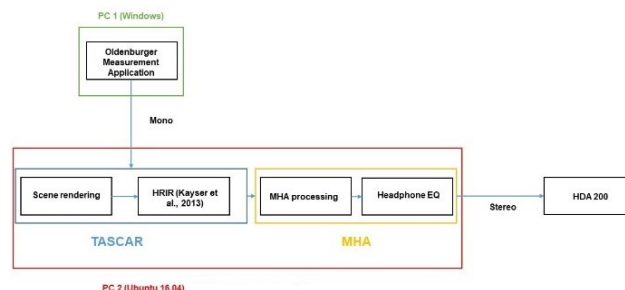 PC 1 (Windows)
Oldenburger
Measurement
Application
Mono
Scene rendering
HRIR (Kayser et
al., 2013)
MHA processing
Headphone EQ
Stereo
HDA 200
TASCAR
MHA
PC 2 (Ubuntu 16.04)